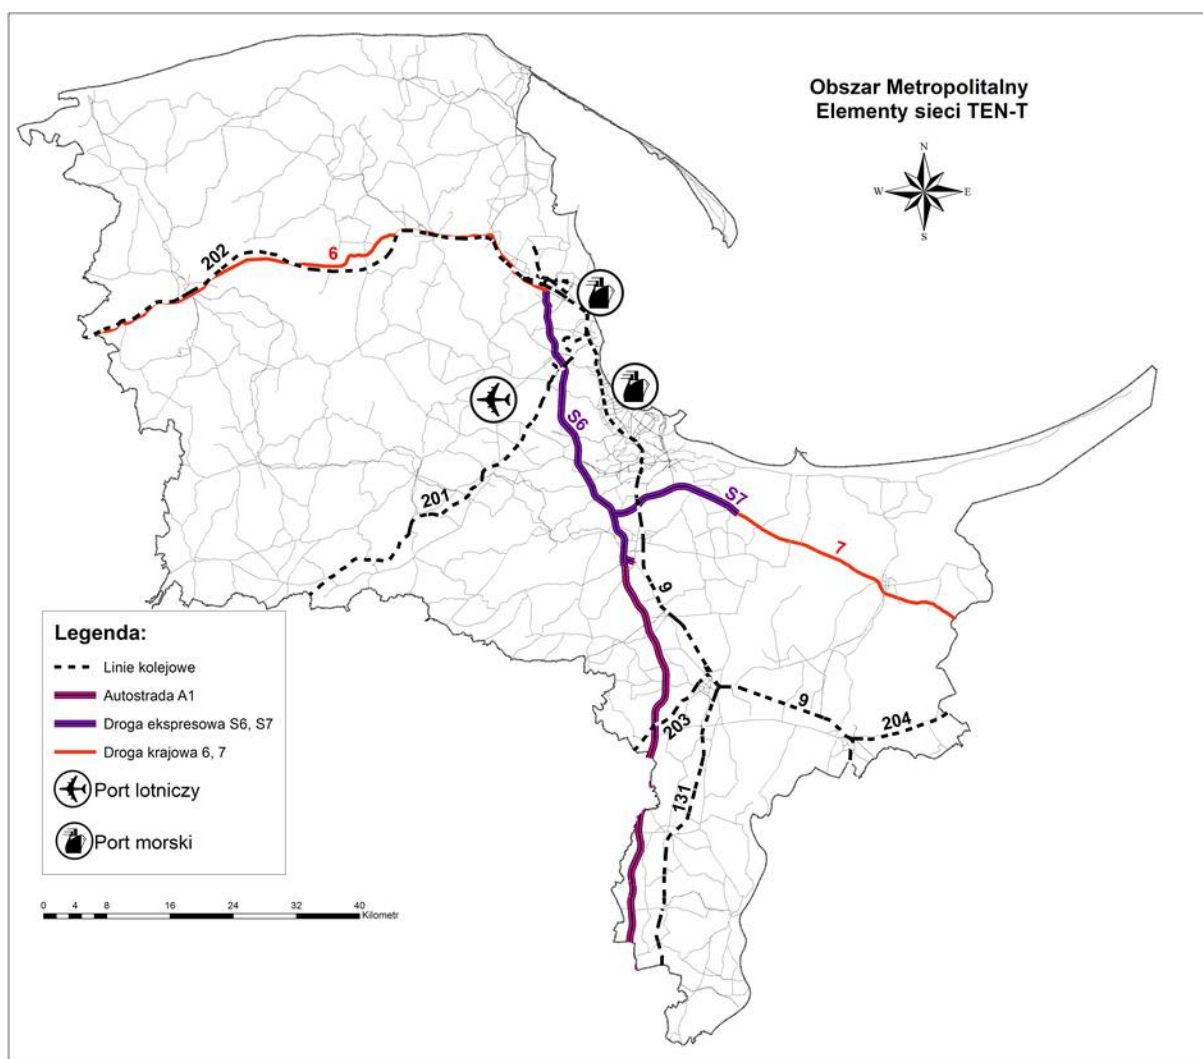 Obszar Metropolitalny
Elementy sieci TEN-T
N
W
E
S
202
6
S6
201
S7
7
9
9
204
203
131
Legenda:
Linie kolejowe
Autostrada A1
Droga ekspresowa S6, S7
Droga krajowa 6, 7
Port lotniczy
Port morski
0 4 8 16 24 32 40
Kilometr